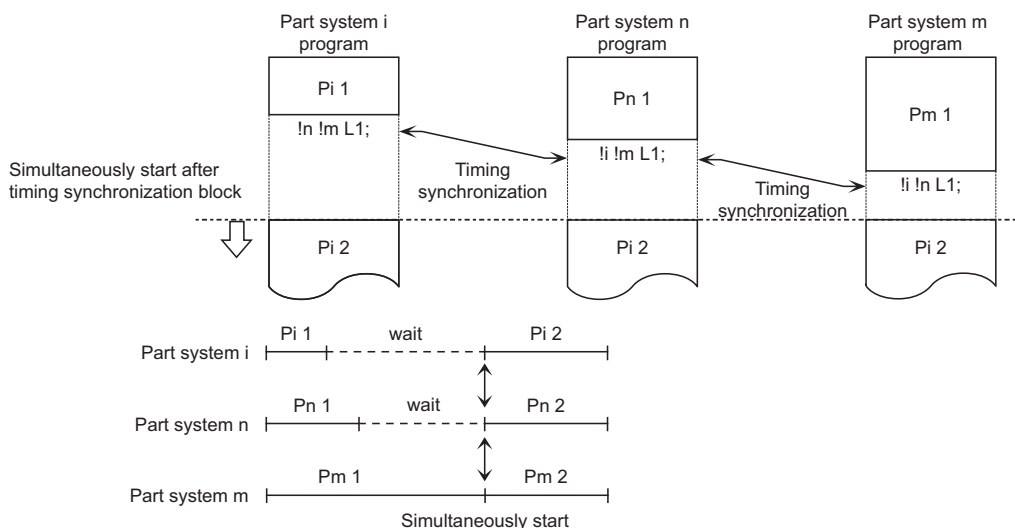 Part system i
program
Part system n
program
Part system m
program
Pi 1
Pn 1
Pm 1
!n !m L1;
!i !m L1;
!i !n L1;
Timing
synchronization
Timing
synchronization
Simultaneously start after
timing synchronization block
Pi 2
Pi 2
Pi 2
Pi 1
wait
Pi 2
Part system i
Pn 1
wait
Pn 2
Part system n
Pm 1
Pm 2
Part system m
Simultaneously start